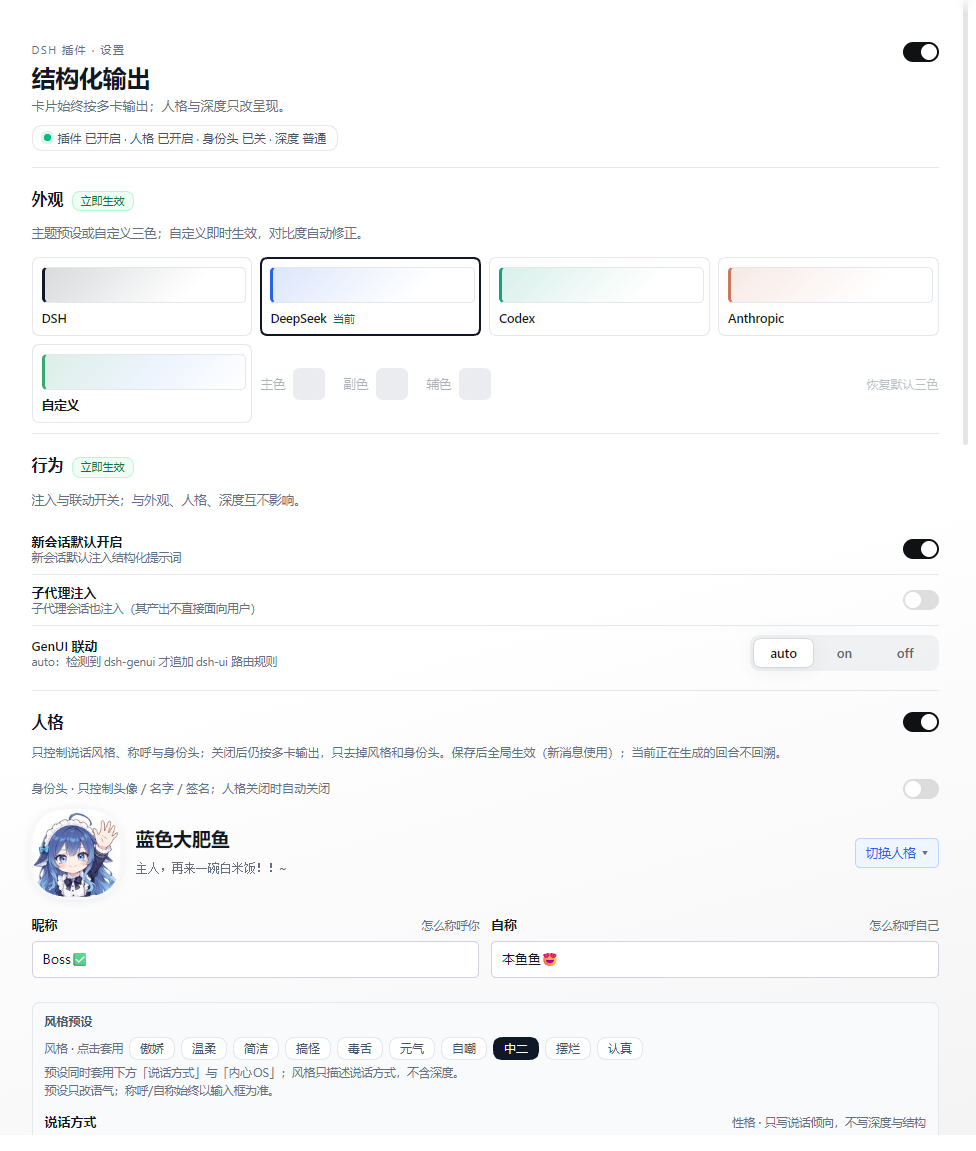 DSH 插件 · 设置
结构化输出
卡片始终按多卡输出；人格与深度只改呈现。
插件 已开启 · 人格 已开启 · 身份头 已关 · 深度 普通
外观 立即生效
主题预设或自定义三色；自定义即时生效，对比度自动修正。
DSH
DeepSeek 当前
Codex
Anthropic
自定义
主色
副色
辅色
恢复默认三色
行为 立即生效
注入与联动开关；与外观、人格、深度互不影响。
新会话默认开启
新会话默认注入结构化提示词
子代理注入
子代理会话也注入（其产出不直接面向用户）
GenUI 联动
auto：检测到 dsh-genui 才追加 dsh-ui 路由规则
auto on off
人格
只控制说话风格、称呼与身份头；关闭后仍按多卡输出，只去掉风格和身份头。保存后全局生效（新消息使用）；当前正在生成的回合不回溯。
身份头 · 只控制头像 / 名字 / 签名；人格关闭时自动关闭
蓝色大肥鱼
主人，再来一碗白米饭！！~
切换人格
昵称 怎么称呼你
自称 怎么称呼自己
Boss✅
本鱼鱼😍
风格预设
风格 · 点击套用 傲娇 温柔 简洁 搞怪 毒舌 元气 自嘲 中二 摆烂 认真
预设同时套用下方「说话方式」与「内心OS」；风格只描述说话方式，不含深度。
预设只改语气；称呼/自称始终以输入框为准。
说话方式 性格 · 只写说话倾向，不写深度与结构